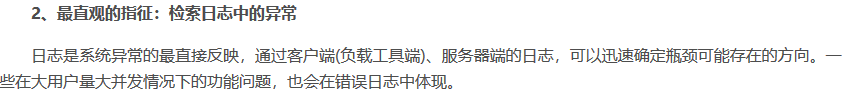 2、最直观的指征：检索日志中的异常
日志是系统异常的最直接反映，通过客户端(负载工具端)、服务器端的日志，可以迅速确定瓶颈可能存在的方向。一
些在大用户量大并发情况下的功能问题，也会在错误日志中体现。